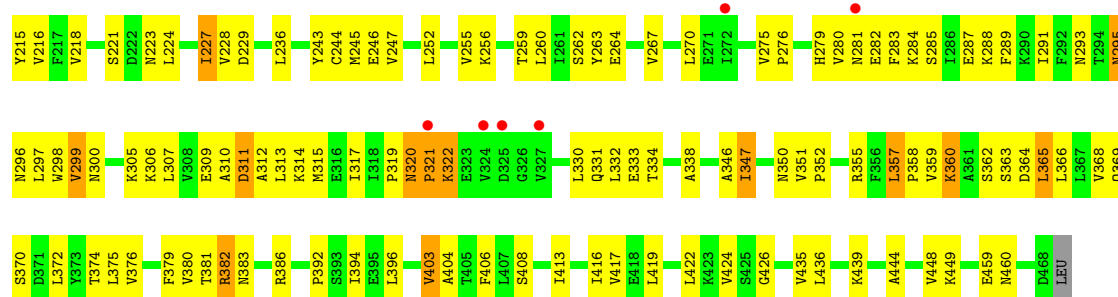 Y215 V216 F217 V218 S221 D222 N223 L224 I227 V228 D229 L236 Y243 C244 M245 E246 V247 L252 V255 K256 T259 L260 I261 S262 Y263 E264 V267 L270 E271 I272 V275 P276 H279 V280 N281 E282 F283 K284 S285 I286 E287 K288 F289 K290 I291 F292 N293 T294 N295
N296 L297 W298 V299 N300 K305 K306 L307 V308 E309 A310 D311 A312 L313 K314 M315 E316 I317 I318 P319 N320 P321 K322 E323 V324 D325 G326 V327 L330 Q331 L332 E333 T334 A338 A346 I347 N350 V351 P352 R355 F356 L357 P358 V359 K360 A361 S362 S363 D364 L365 L366 L367 V368 Q369
S370 D371 L372 Y373 T374 L375 V376 F379 V380 T381 R382 N383 R386 P392 S393 I394 E395 L396 V403 A404 T405 F406 L407 S408 I413 I416 V417 E418 L419 L422 K423 V424 S425 G426 V435 L436 K439 A444 V448 K449 E459 N460 D468 LEU